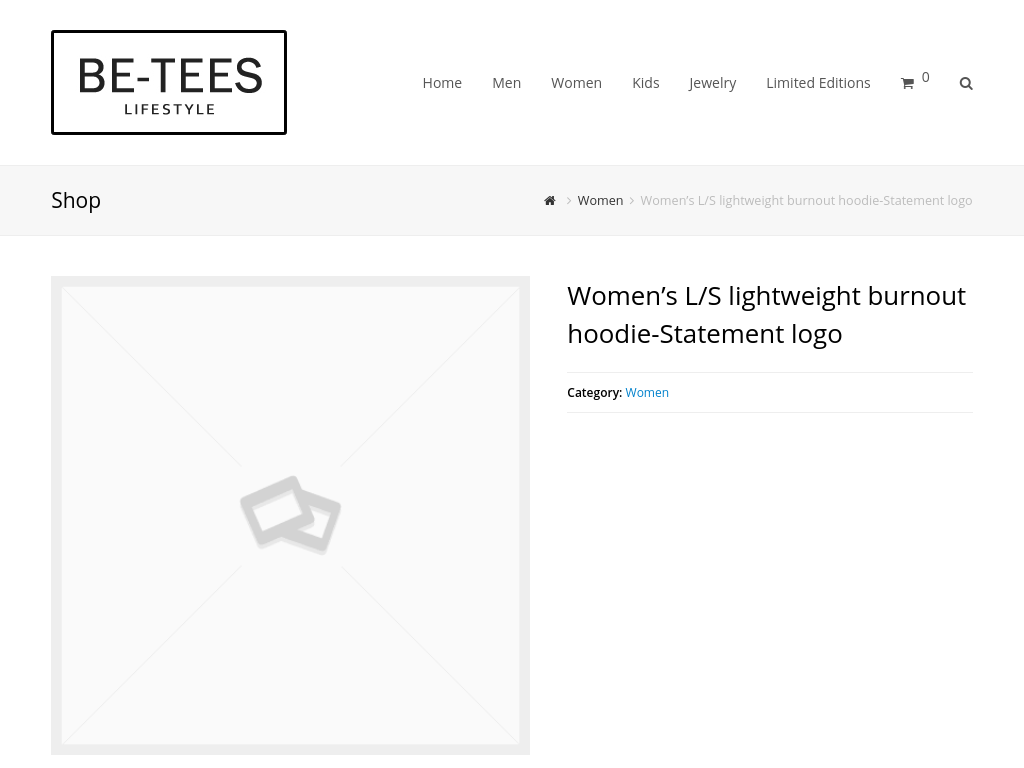 BE-TEES
LIFESTYLE
Home Men Women Kids Jewelry Limited Editions 0
Shop
Women Women’s L/S lightweight burnout hoodie-Statement logo
Women’s L/S lightweight burnout
hoodie-Statement logo
Category: Women